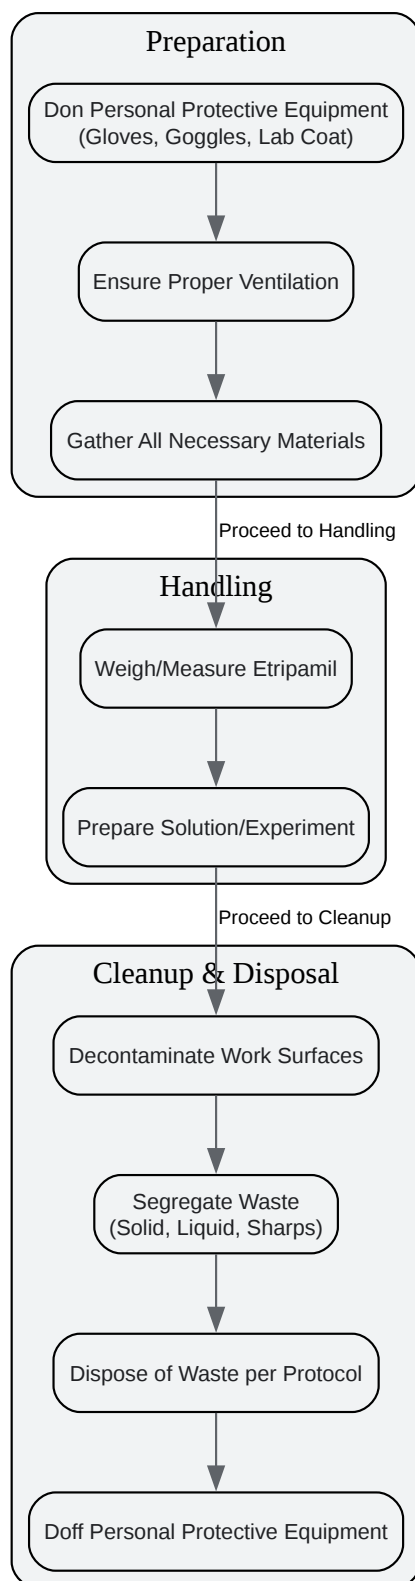 Preparation
Don Personal Protective Equipment
(Gloves, Goggles, Lab Coat)
Ensure Proper Ventilation
Gather All Necessary Materials
Proceed to Handling
Handling
Weigh/Measure Etripamil
Prepare Solution/Experiment
Proceed to Cleanup
Cleanup & Disposal
Decontaminate Work Surfaces
Segregate Waste
(Solid, Liquid, Sharps)
Dispose of Waste per Protocol
Doff Personal Protective Equipment